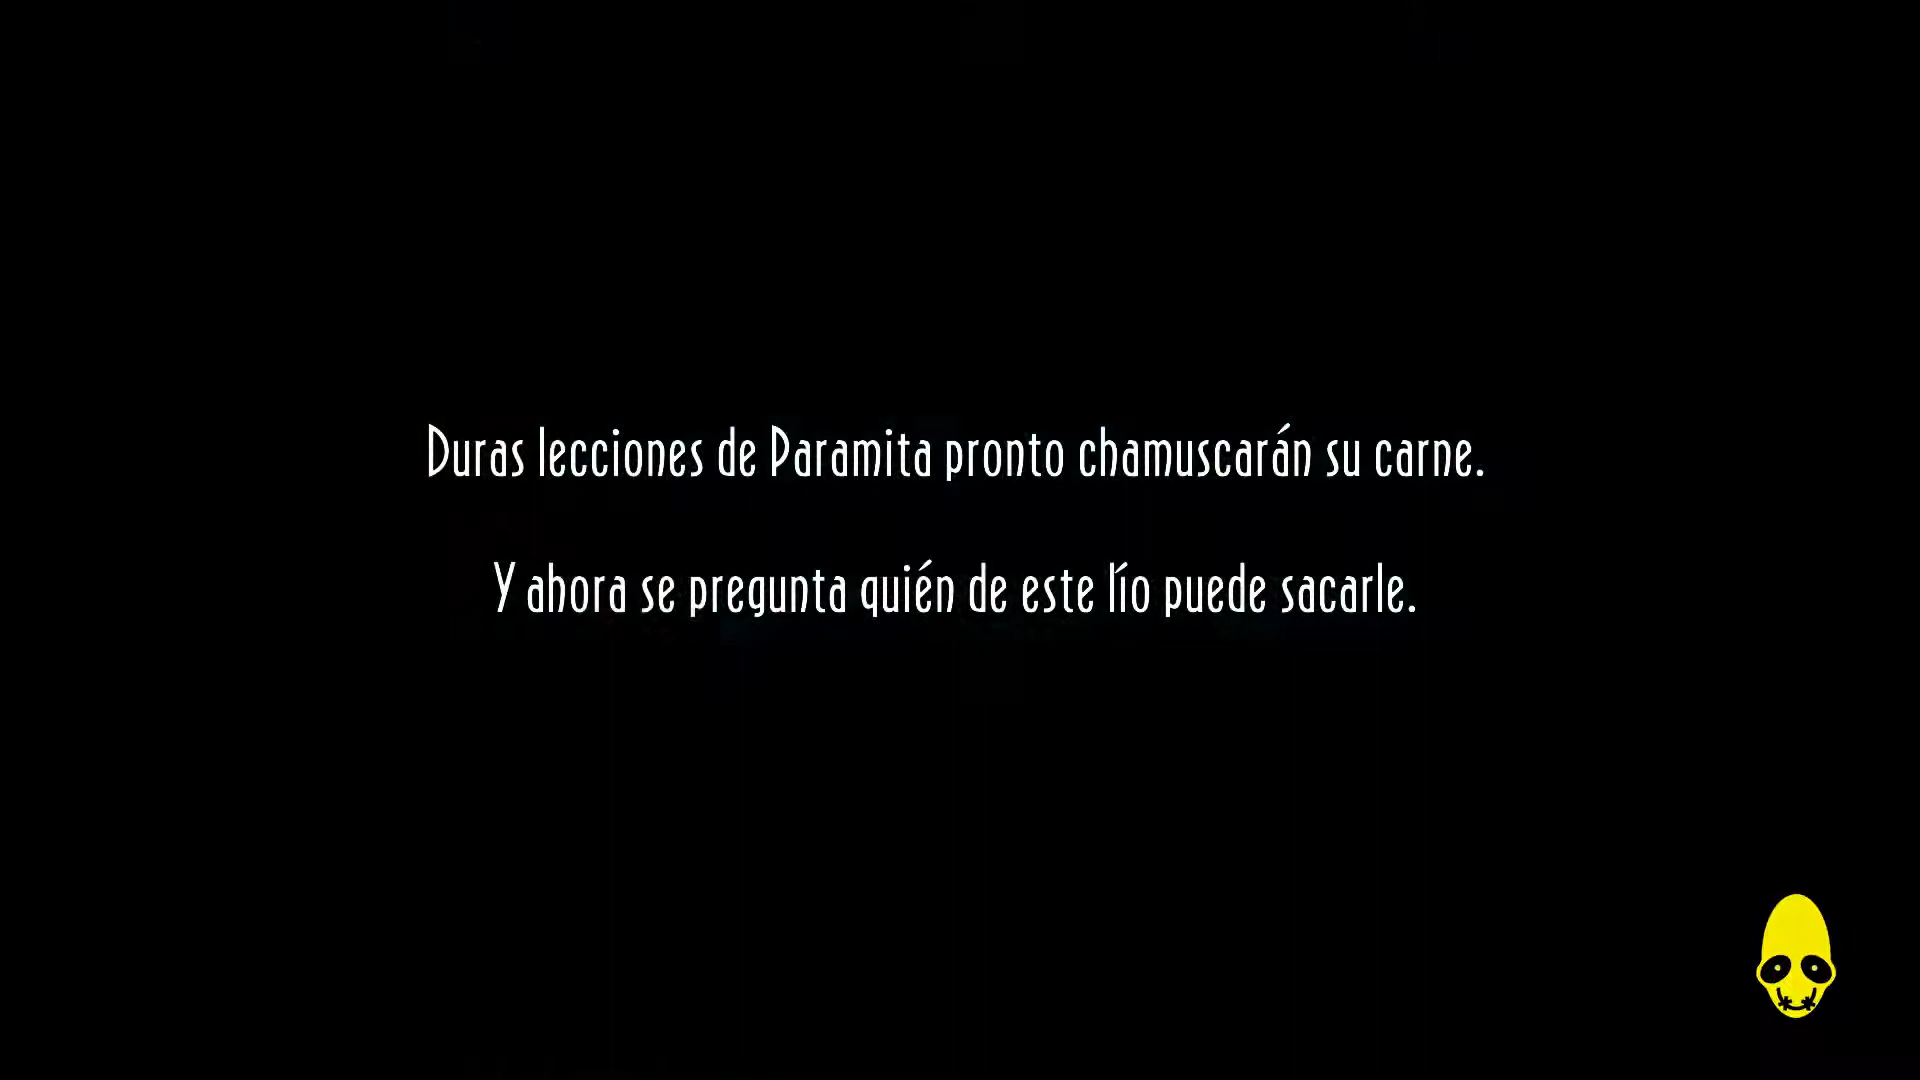 Duras lecciones de Paramita pronto chamuscarán su carne.
Y ahora se pregunta quién de este lío puede sacarle.